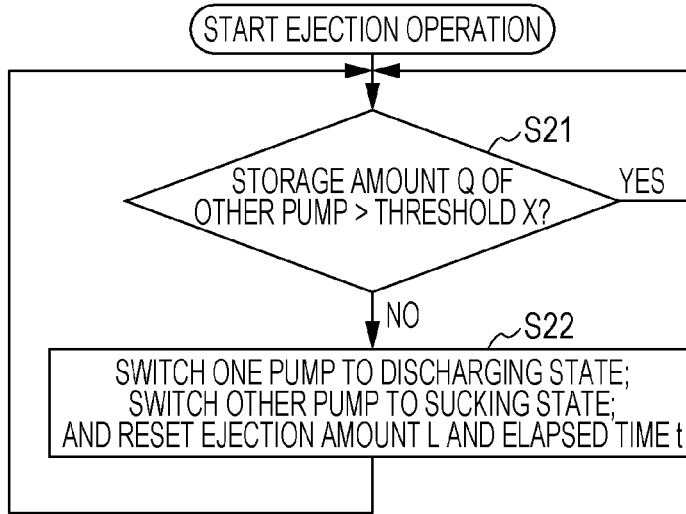 START EJECTION OPERATION
S21
STORAGE AMOUNT Q OF
OTHER PUMP > THRESHOLD X?
YES
NO
S22
SWITCH ONE PUMP TO DISCHARGING STATE;
SWITCH OTHER PUMP TO SUCKING STATE;
AND RESET EJECTION AMOUNT L AND ELAPSED TIME t